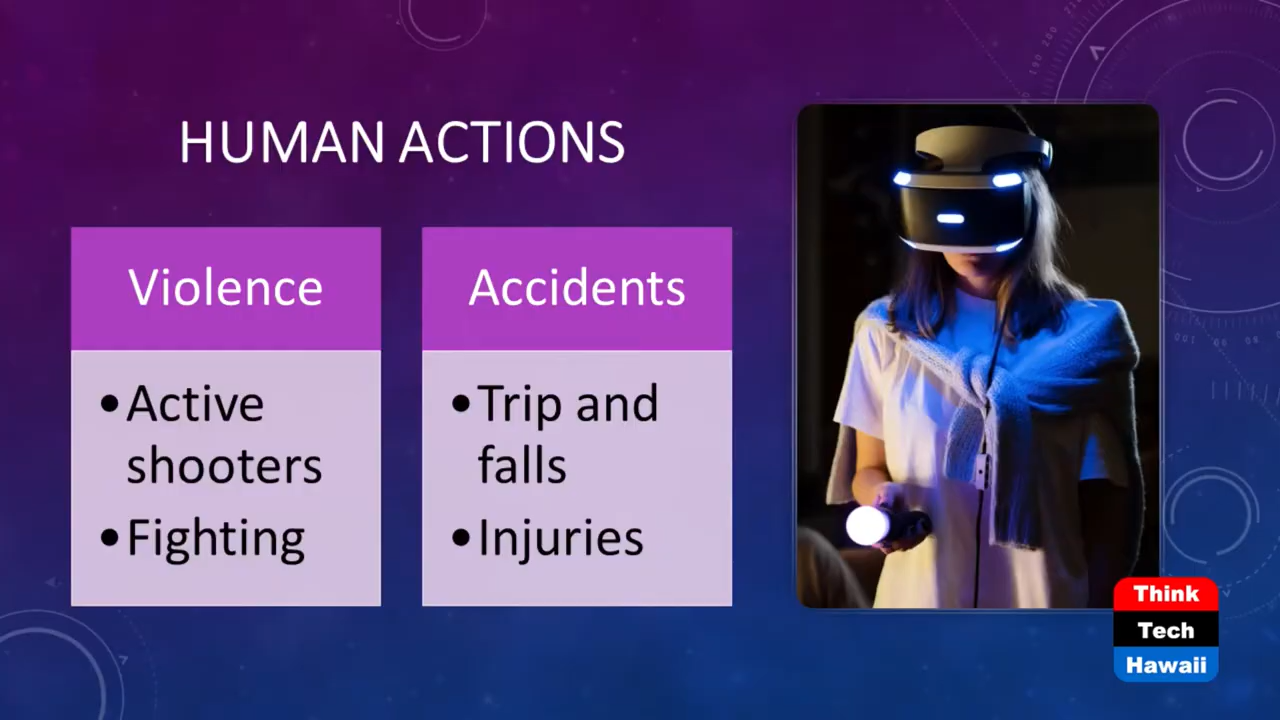 HUMAN ACTIONS
Violence
•Active
shooters
•Fighting
Accidents
•Trip and
falls
•Injuries
Think
Tech
Hawaii